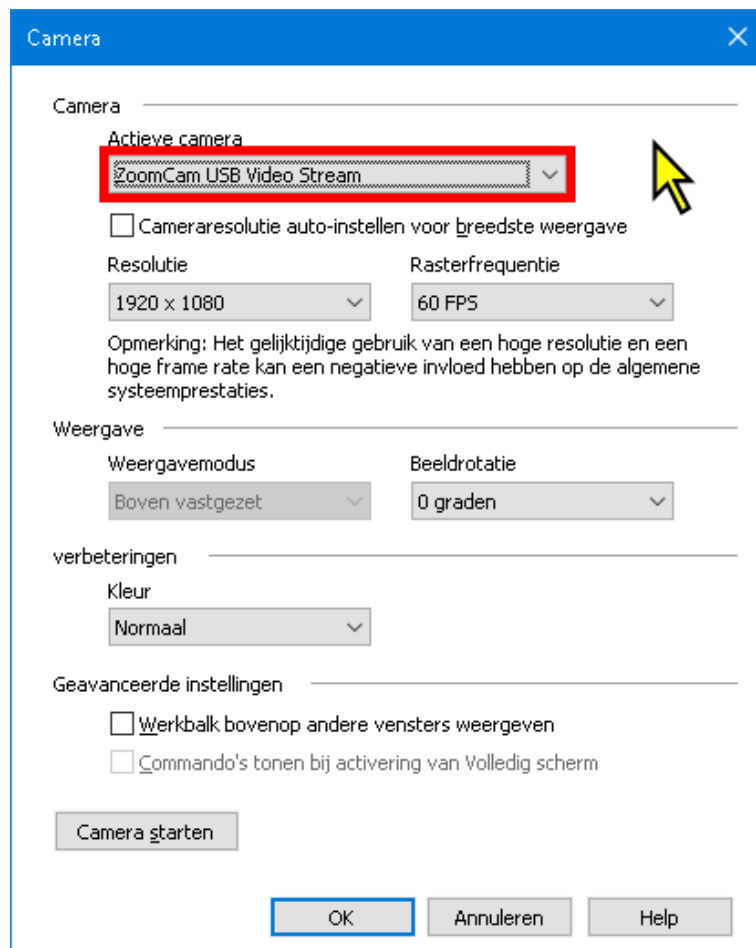 Camera
Camera
Actieve camera
ZoomCam USB Video Stream
Cameraresolutie auto-instellen voor breedste weergave
Resolutie Rasterfrequentie
1920 x 1080 60 FPS
Opmerking: Het gelijktijdige gebruik van een hoge resolutie en een
hoge frame rate kan een negatieve invloed hebben op de algemene
systeemprestaties.
Weergave
Weergavemodus Beeldrotatie
Boven vastgezet 0 graden
verbeteringen
Kleur
Normaal
Geavanceerde instellingen
Werkbalk bovenop andere vensters weergeven
Commando's tonen bij activering van Volledig scherm
Camera starten
OK Annuleren Help